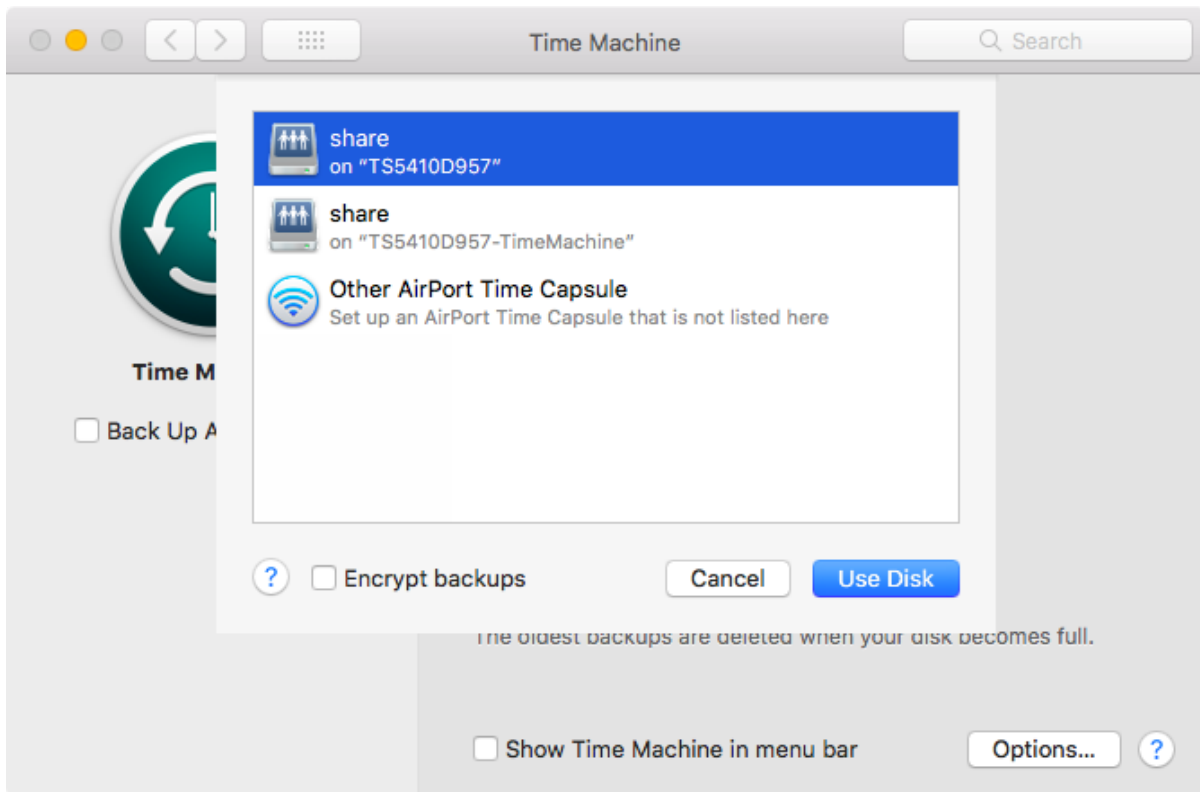 Time Machine
Search
share
on “TS5410D957”
share
on “TS5410D957-TimeMachine”
Other AirPort Time Capsule
Set up an AirPort Time Capsule that is not listed here
Time M
Back Up A
? Encrypt backups Cancel Use Disk
The oldest backups are deleted when your disk becomes full.
Show Time Machine in menu bar Options... ?